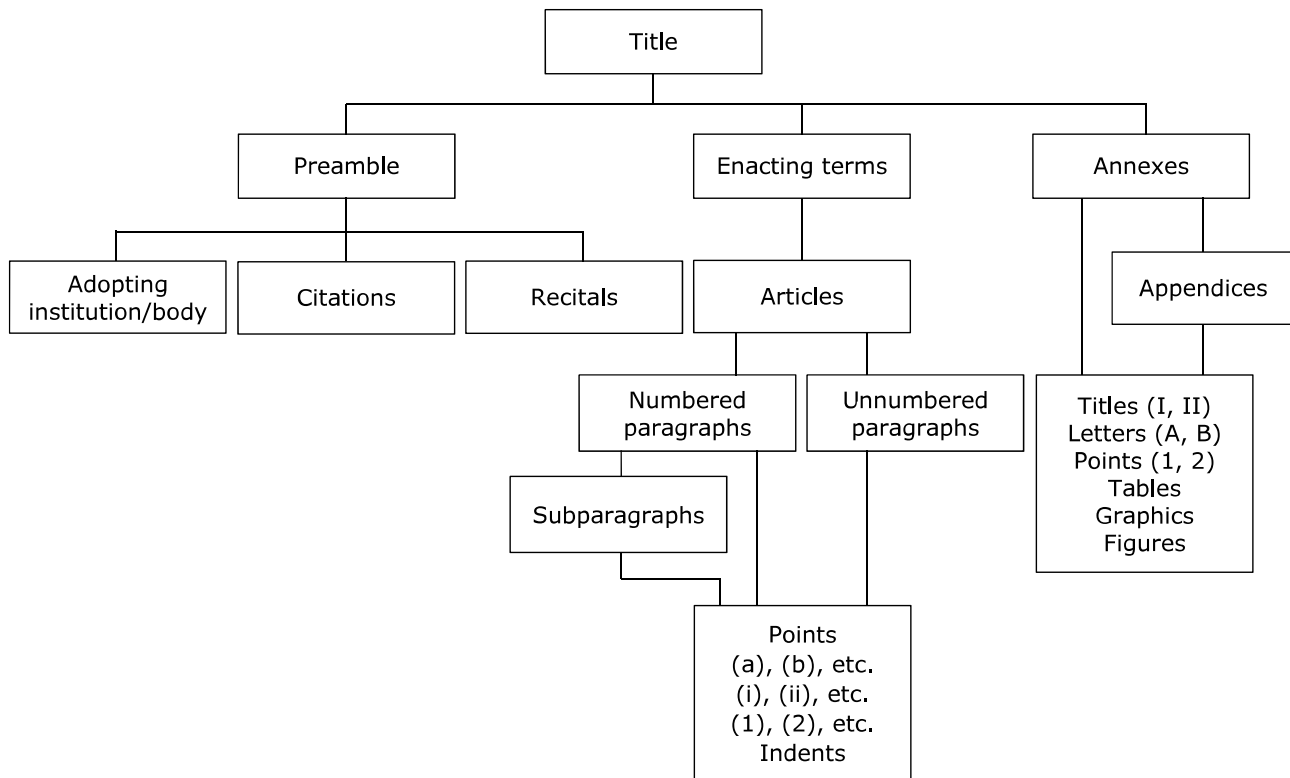 Title
Preamble
Enacting terms
Annexes
Adopting
institution/body
Citations
Recitals
Articles
Appendices
Numbered
paragraphs
Unnumbered
paragraphs
Titles (I, II)
Letters (A, B)
Points (1, 2)
Tables
Graphics
Figures
Subparagraphs
Points
(a), (b), etc.
(i), (ii), etc.
(1), (2), etc.
Indents